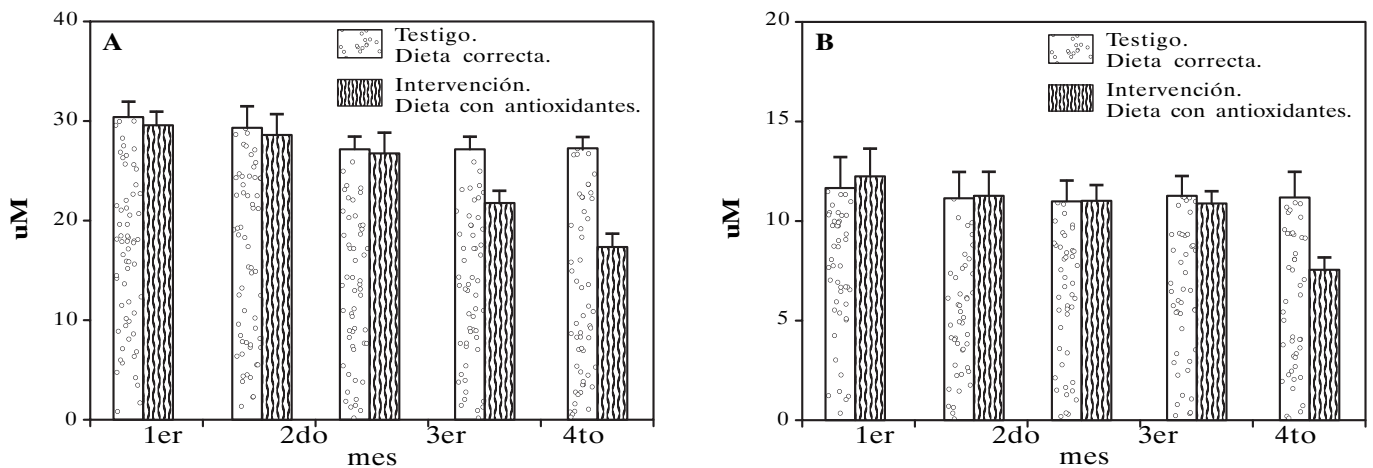 40
30
20
10
0
uM
A
Testigo.
Dieta correcta.
Intervención.
Dieta con antioxidantes.
1er 2do 3er 4to
mes
20
15
10
5
0
uM
B
Testigo.
Dieta correcta.
Intervención.
Dieta con antioxidantes.
1er 2do 3er 4to
mes